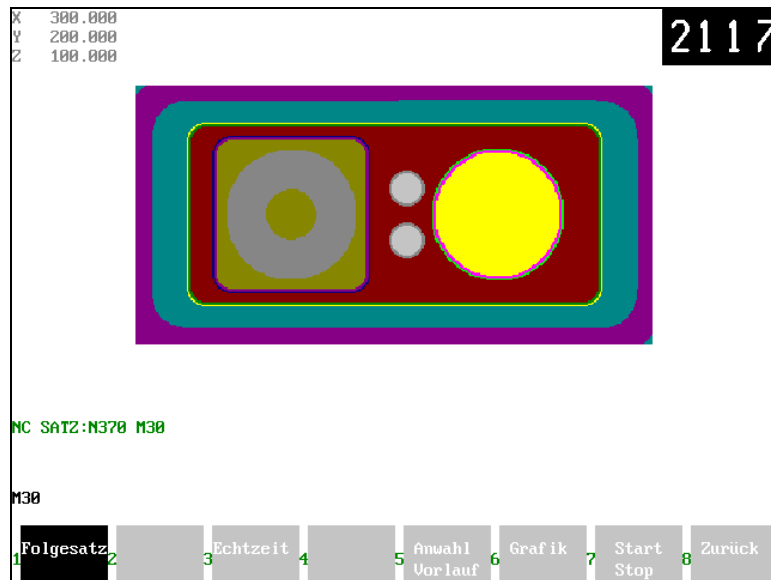 X 300.000
Y 200.000
Z 100.000
2117
NC SATZ:N370 M30
M30
1 Folgesatz 2 3 Echtzeit 4 5 Anwahl Vorlauf 6 Grafik 7 Start Stop 8 Zurück